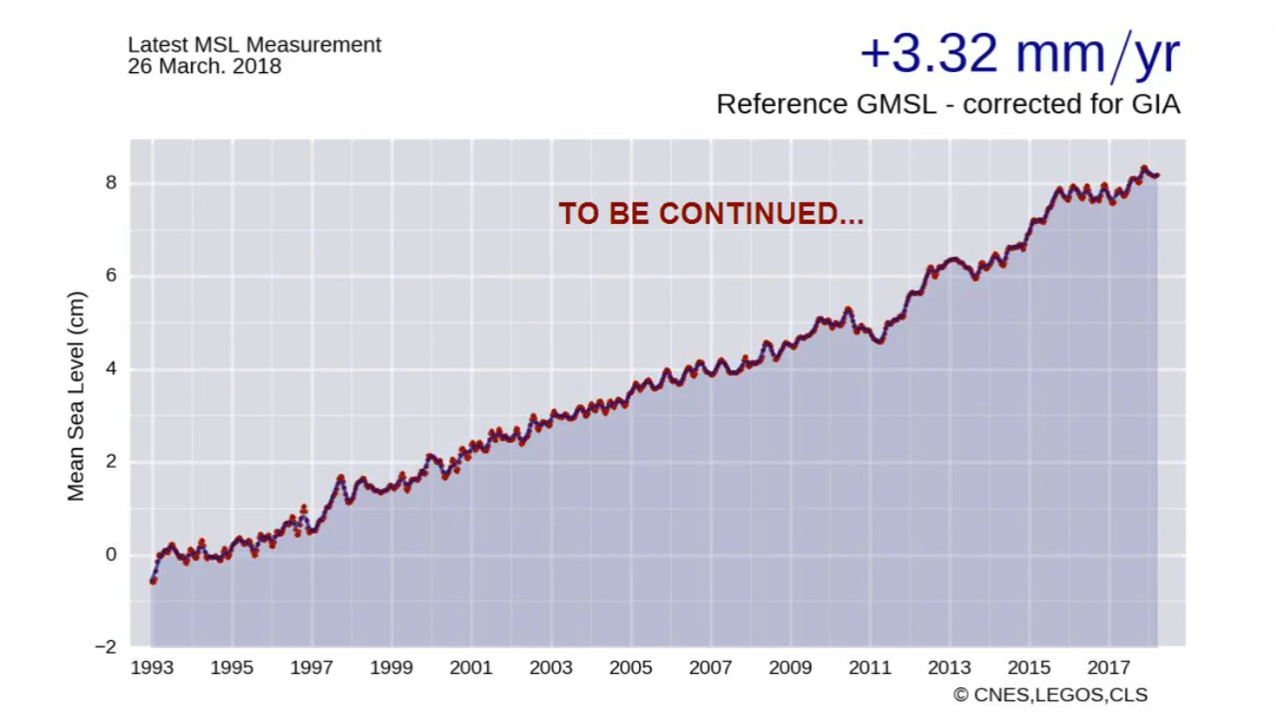 Latest MSL Measurement
26 March. 2018
+3.32 mm/yr
Reference GMSL - corrected for GIA
TO BE CONTINUED...
Mean Sea Level (cm)
8
6
4
2
0
−2
1993 1995 1997 1999 2001 2003 2005 2007 2009 2011 2013 2015 2017
© CNES,LEGOS,CLS